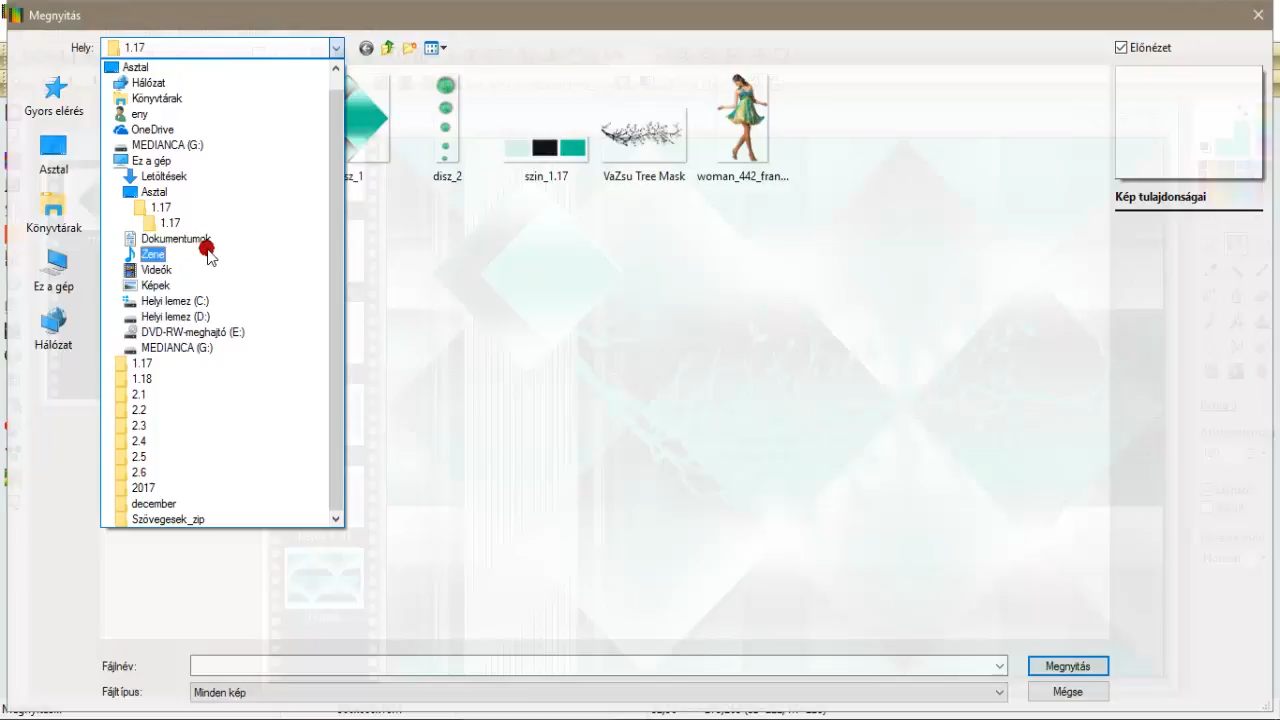 Megnyitás
Hely: 1.17
Előnézet
Gyors elérés
Asztal
Könyvtárak
Ez a gép
Hálózat
Asztal
Hálózat
Könyvtárak
eny
OneDrive
MEDIANCA (G:)
Ez a gép
Letöltések
Asztal
1.17
1.17
Dokumentumok
Zene
Videók
Képek
Helyi lemez (C:)
Helyi lemez (D:)
DVD-RW-meghajtó (E:)
MEDIANCA (G:)
1.17
1.18
2.1
2.2
2.3
2.4
2.5
2.6
2017
december
Szövegesek_zip
disz_2
szin_1.17
VaZsu Tree Mask
woman_442_fran...
Kép tulajdonságai
Fájlnév:
Megnyitás
Fájltípus: Minden kép
Mégse